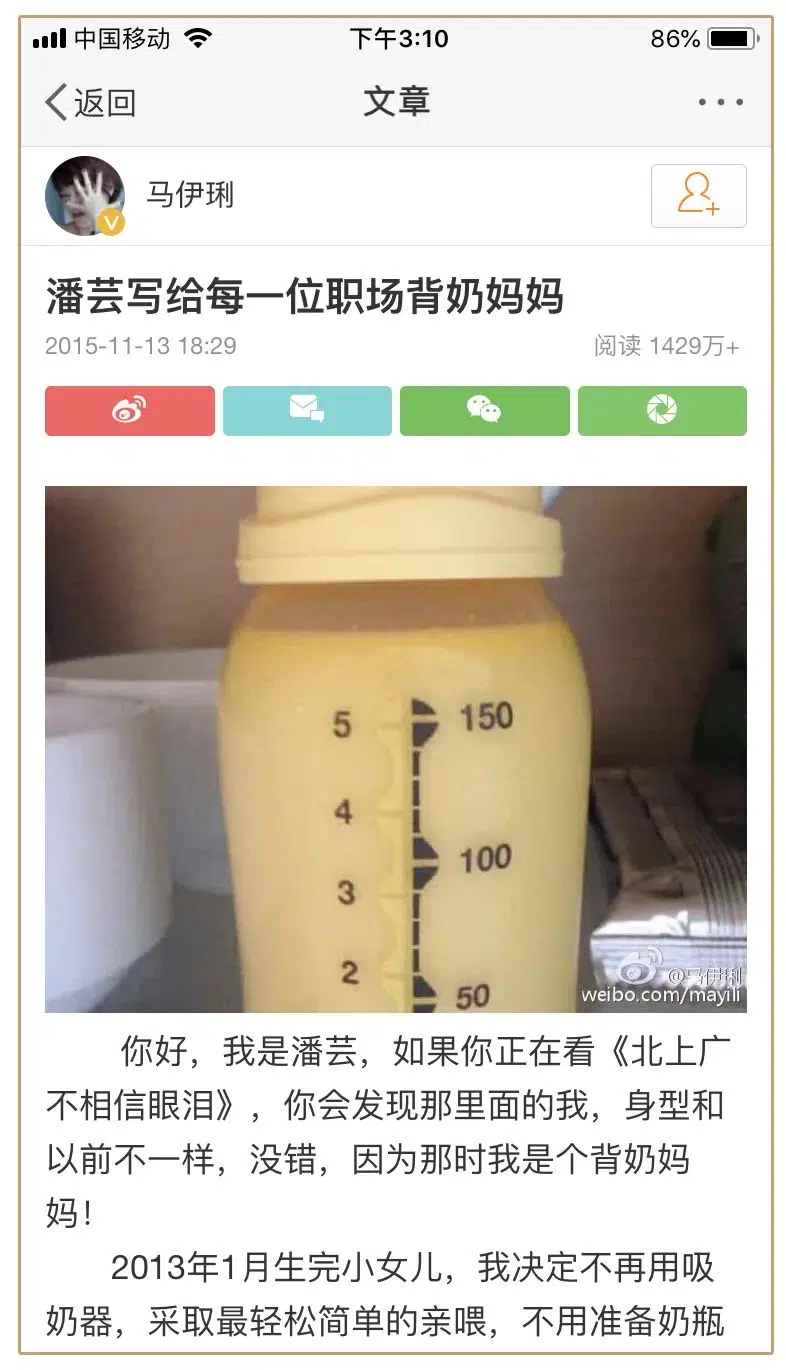 中国移动 下午3:10 86%
返回 文章
马伊琍
潘芸写给每一位职场背奶妈妈
2015-11-13 18:29 阅读 1429万+
5 150
4
100
3
2
50
@马伊琍
weibo.com/mayili
你好，我是潘芸，如果你正在看《北上广
不相信眼泪》，你会发现那里面的我，身型和
以前不一样，没错，因为那时我是个背奶妈
妈！
2013年1月生完小女儿，我决定不再用吸
奶器，采取最轻松简单的亲喂，不用准备奶瓶